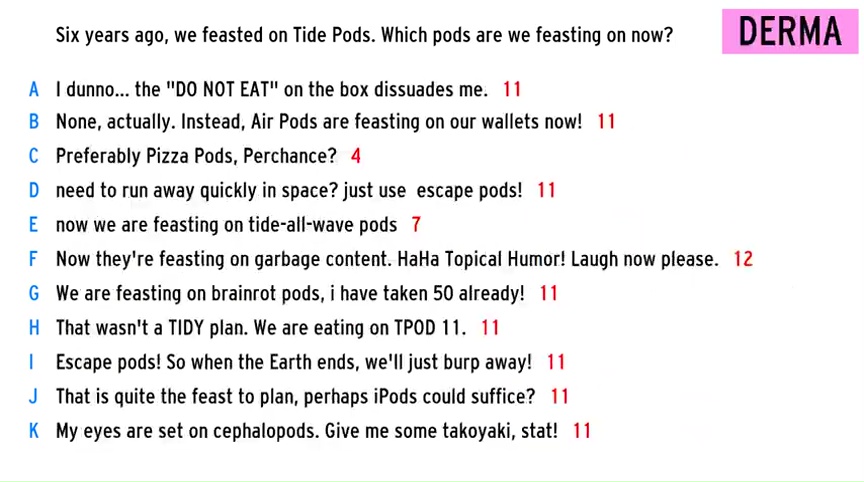 Six years ago, we feasted on Tide Pods. Which pods are we feasting on now?
DERMA
A I dunno... the "DO NOT EAT" on the box dissuades me. 11
B None, actually. Instead, Air Pods are feasting on our wallets now! 11
C Preferably Pizza Pods, Perchance? 4
D need to run away quickly in space? just use escape pods! 11
E now we are feasting on tide-all-wave pods 7
F Now they're feasting on garbage content. HaHa Topical Humor! Laugh now please. 12
G We are feasting on brainrot pods, i have taken 50 already! 11
H That wasn't a TIDY plan. We are eating on TPOD 11. 11
I Escape pods! So when the Earth ends, we'll just burp away! 11
J That is quite the feast to plan, perhaps iPods could suffice? 11
K My eyes are set on cephalopods. Give me some takoyaki, stat! 11